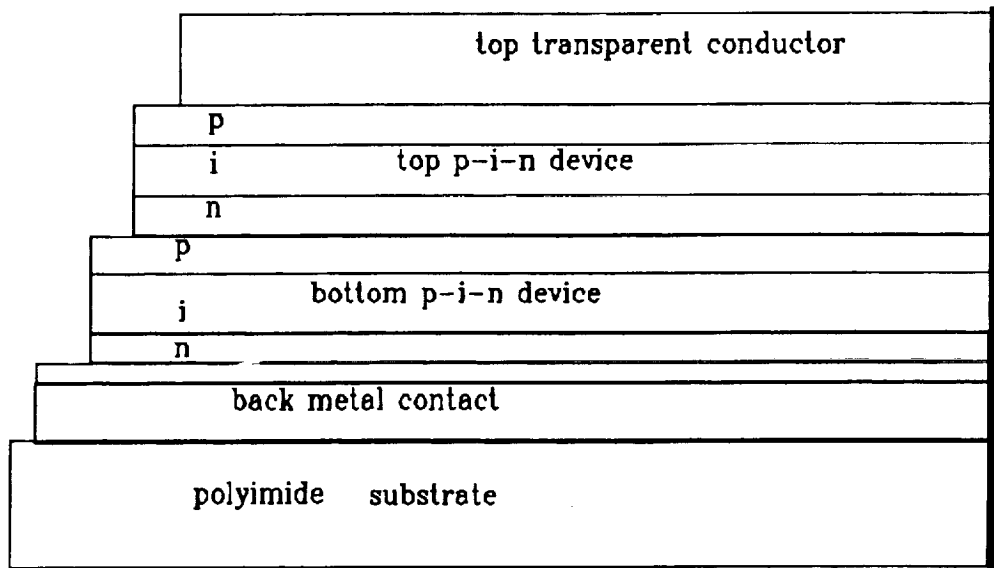 top transparent conductor
p
i top p-i-n device
n
p
bottom p-i-n device
i
n
back metal contact
polyimide substrate